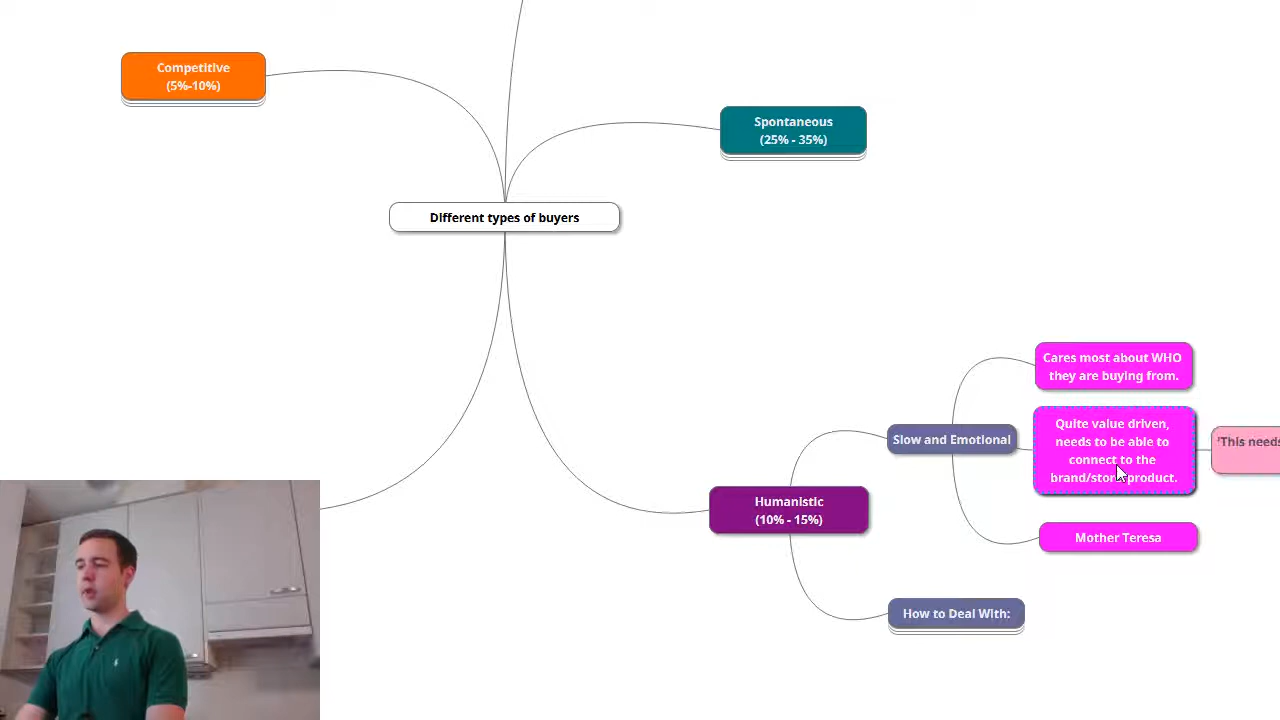 Competitive
(5%-10%)
Spontaneous
(25% - 35%)
Different types of buyers
Cares most about WHO
they are buying from.
Slow and Emotional
Quite value driven,
needs to be able to
connect to the
brand/store/product.
'This needs
Humanistic
(10% - 15%)
Mother Teresa
How to Deal With: